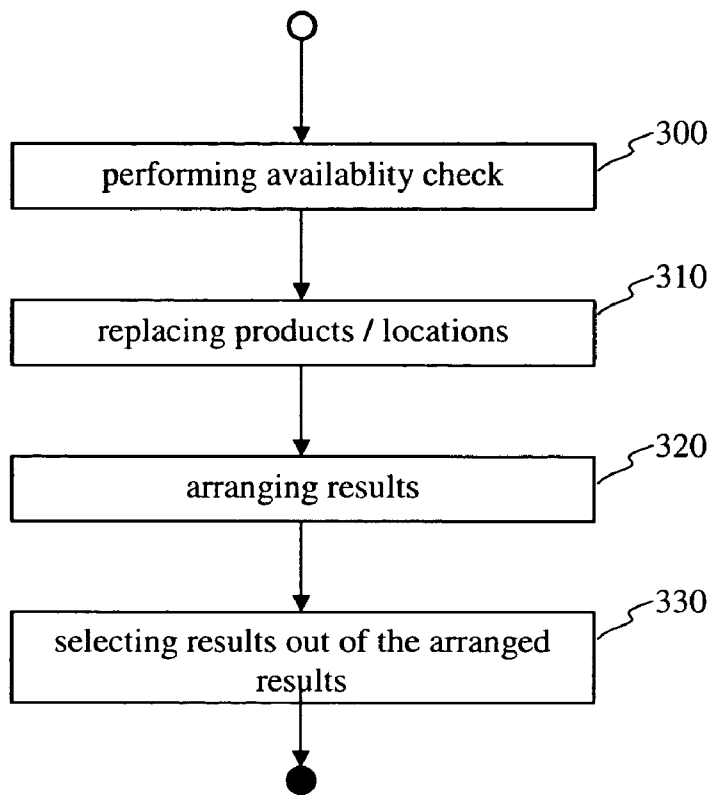 300
performing availablity check
310
replacing products / locations
320
arranging results
330
selecting results out of the arranged
results